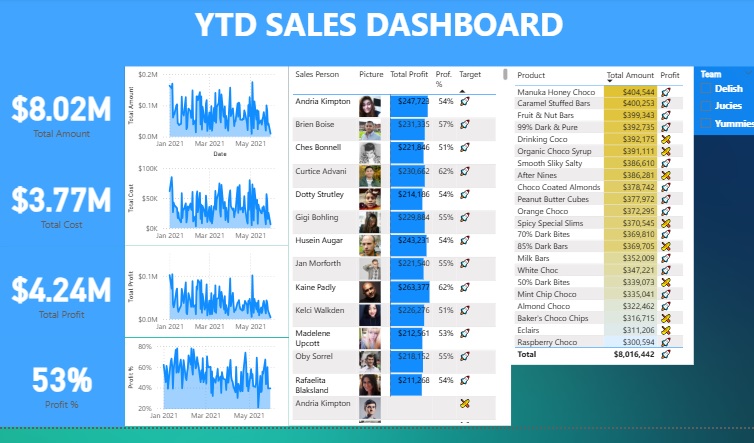 YTD SALES DASHBOARD
$8.02M
Total Amount
$3.77M
Total Cost
$4.24M
Total Profit
53%
Profit %
Total Amount
$0.2M
$0.1M
$0.0M
Jan 2021 Mar 2021 May 2021
Date
Total Cost
$100K
$50K
$0K
Jan 2021 Mar 2021 May 2021
Total Profit
$0.1M
$0.0M
Jan 2021 Mar 2021 May 2021
Profit %
80%
60%
40%
20%
Jan 2021 Mar 2021 May 2021
Sales Person Picture Total Profit Prof. % Target
Andria Kimpton $247,723 54%
Brien Boise $231,335 57%
Ches Bonnell $221,846 51%
Curtice Advani $230,662 62%
Dotty Strutley $214,186 54%
Gigi Bohling $229,884 55%
Husein Augar $243,231 54%
Jan Morforth $221,540 55%
Kaine Padly $263,377 62%
Kelci Walkden $226,276 51%
Madelene Upcott $212,561 53%
Oby Sorrel $218,152 55%
Rafaelita Blaksland $211,268 54%
Andria Kimpton
Product Total Amount Profit
Manuka Honey Choco $404,544
Caramel Stuffed Bars $400,253
Fruit & Nut Bars $399,343
99% Dark & Pure $392,735
Drinking Coco $392,175
Organic Choco Syrup $391,111
Smooth Sliky Salty $386,610
After Nines $386,281
Choco Coated Almonds $378,742
Peanut Butter Cubes $377,972
Orange Choco $372,295
Spicy Special Slims $370,545
70% Dark Bites $369,810
85% Dark Bars $369,705
Milk Bars $352,009
White Choc $347,221
50% Dark Bites $339,073
Mint Chip Choco $335,041
Almond Choco $322,462
Baker's Choco Chips $316,715
Eclairs $311,206
Raspberry Choco $300,594
Total $8,016,442
Team
Delish
Jucies
Yummies